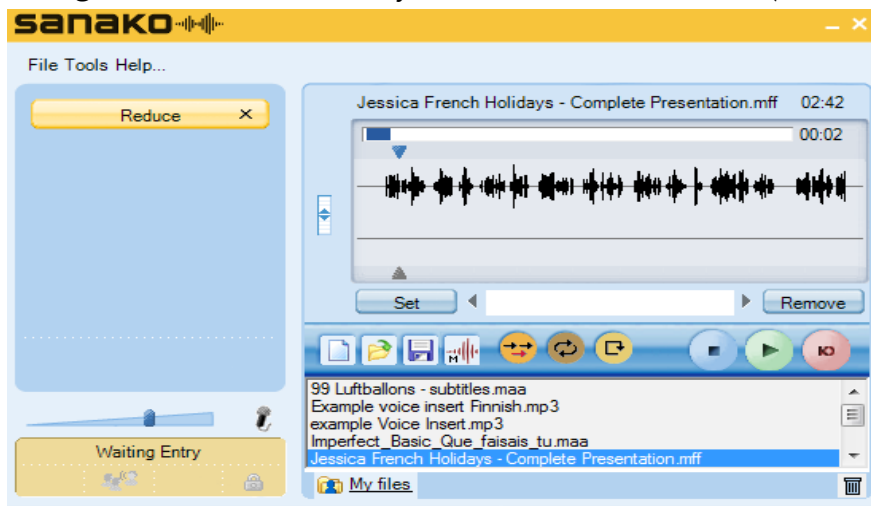 sanako
File Tools Help...
Reduce
Jessica French Holidays - Complete Presentation.mff 02:42
00:02
Set
Remove
M
99 Luftballons - subtitles.maa
Example voice insert Finnish.mp3
example Voice Insert.mp3
Imperfect_Basic_Que_faisais_tu.maa
Jessica French Holidays - Complete Presentation.mff
Waiting Entry
My files